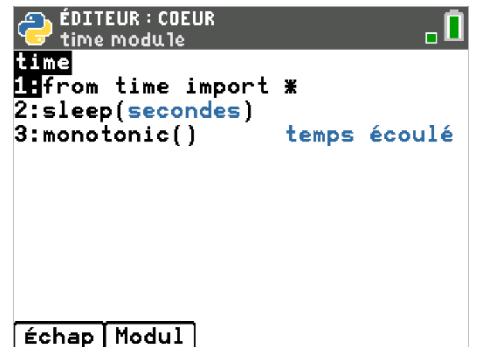 ÉDITEUR : COEUR
time module
time
1:from time import *
2:sleep(secondes)
3:monotonic() temps écoulé
Échap Modul